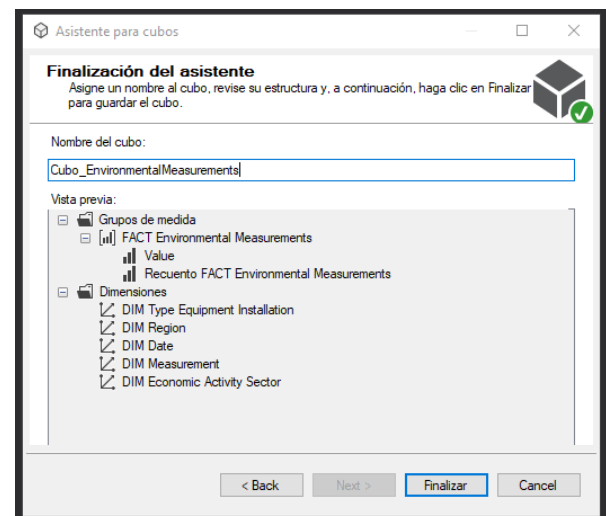 Asistente para cubos
Finalización del asistente
Asigne un nombre al cubo, revise su estructura y, a continuación, haga clic en Finalizar
para guardar el cubo.
Nombre del cubo:
Cubo_EnvironmentalMeasurements
Vista previa:
Grupos de medida
FACT Environmental Measurements
Value
Recuento FACT Environmental Measurements
Dimensiones
DIM Type Equipment Installation
DIM Region
DIM Date
DIM Measurement
DIM Economic Activity Sector
< Back Next > Finalizar Cancel